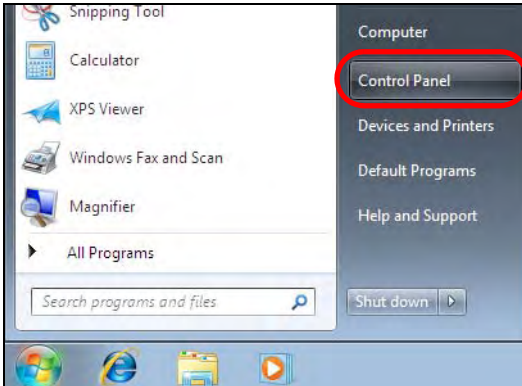 Snipping Tool
Calculator
XPS Viewer
Windows Fax and Scan
Magnifier
All Programs
Search programs and files
Computer
Control Panel
Devices and Printers
Default Programs
Help and Support
Shut down